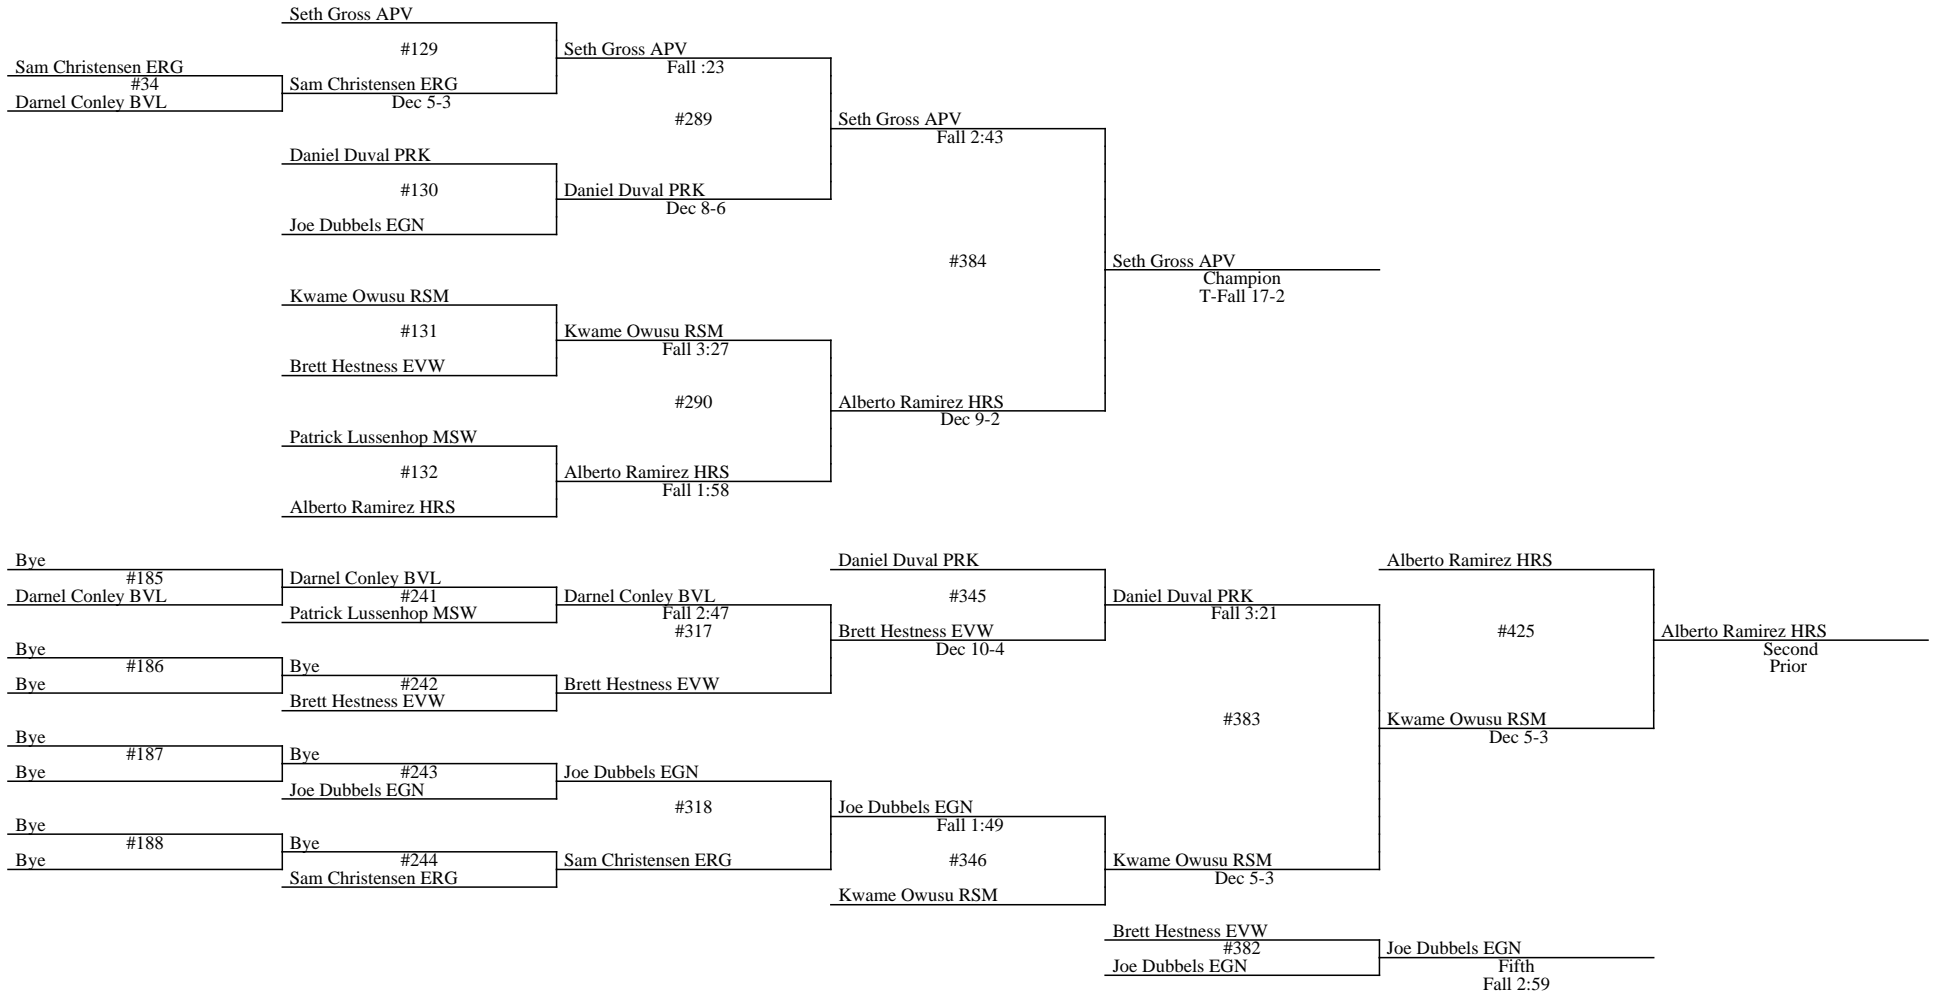 Seth Gross APV
#129
Seth Gross APV
Fall :23
Sam Christensen ERG
#34
Darnel Conley BVL
Sam Christensen ERG
Dec 5-3
#289
Seth Gross APV
Fall 2:43
Daniel Duval PRK
#130
Daniel Duval PRK
Dec 8-6
Joe Dubbels EGN
#384
Seth Gross APV
Champion
T-Fall 17-2
Kwame Owusu RSM
#131
Kwame Owusu RSM
Fall 3:27
Brett Hestness EVW
#290
Alberto Ramirez HRS
Dec 9-2
Patrick Lussenhop MSW
#132
Alberto Ramirez HRS
Fall 1:58
Alberto Ramirez HRS
Bye
#185
Darnel Conley BVL
Darnel Conley BVL
#241
Patrick Lussenhop MSW
Darnel Conley BVL
Fall 2:47
#317
Daniel Duval PRK
#345
Brett Hestness EVW
Dec 10-4
Daniel Duval PRK
Fall 3:21
Alberto Ramirez HRS
#425
Alberto Ramirez HRS
Second
Prior
Bye
#186
Bye
Bye
#242
Brett Hestness EVW
Brett Hestness EVW
#383
Kwame Owusu RSM
Dec 5-3
Bye
#187
Bye
Bye
#243
Joe Dubbels EGN
Joe Dubbels EGN
#318
Joe Dubbels EGN
Fall 1:49
#346
Kwame Owusu RSM
Kwame Owusu RSM
Dec 5-3
Bye
#188
Bye
Bye
#244
Sam Christensen ERG
Sam Christensen ERG
Brett Hestness EVW
#382
Joe Dubbels EGN
Joe Dubbels EGN
Fifth
Fall 2:59